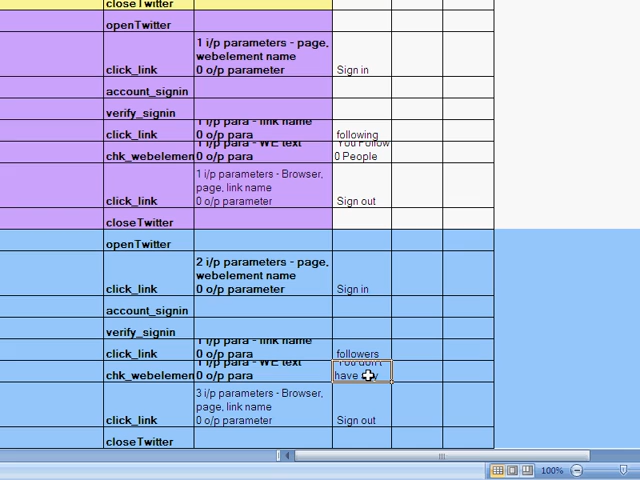 closeTwitter
openTwitter
1 i/p parameters - page,
webelement name
click_link 0 o/p parameter Sign in
account_signin
verify_signin
1 i/p para - link name
click_link 0 o/p para following
1 i/p para - WE text You Follow
chk_webelemen 0 o/p para 0 People
1 i/p parameters - Browser,
page, link name
click_link 0 o/p parameter Sign out
closeTwitter
openTwitter
2 i/p parameters - page,
webelement name
click_link 0 o/p parameter Sign in
account_signin
verify_signin
1 i/p para - link name
click_link 0 o/p para followers
1 i/p para - WE text You don't
chk_webelemen 0 o/p para have
3 i/p parameters - Browser,
page, link name
click_link 0 o/p parameter Sign out
closeTwitter
100%